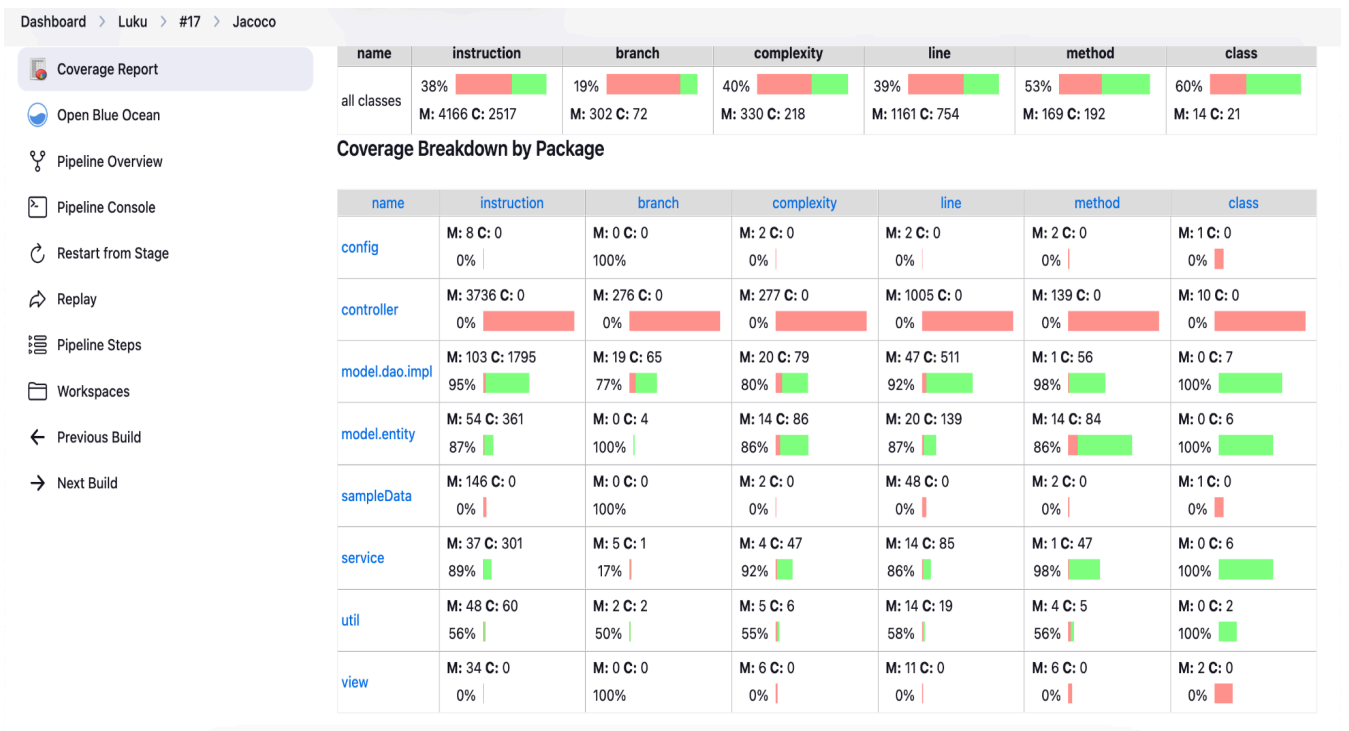 Dashboard > Luku > #17 > Jacoco
Coverage Report
Open Blue Ocean
Pipeline Overview
Pipeline Console
Restart from Stage
Replay
Pipeline Steps
Workspaces
Previous Build
Next Build
name instruction branch complexity line method class
all classes
38% 19% 40% 39% 53% 60%
M: 4166 C: 2517 M: 302 C: 72 M: 330 C: 218 M: 1161 C: 754 M: 169 C: 192 M: 14 C: 21
Coverage Breakdown by Package
name instruction branch complexity line method class
config
M: 8 C: 0 M: 0 C: 0 M: 2 C: 0 M: 2 C: 0 M: 2 C: 0 M: 1 C: 0
0% 100% 0% 0% 0% 0%
controller
M: 3736 C: 0 M: 276 C: 0 M: 277 C: 0 M: 1005 C: 0 M: 139 C: 0 M: 10 C: 0
0% 0% 0% 0% 0% 0%
model.dao.impl
M: 103 C: 1795 M: 19 C: 65 M: 20 C: 79 M: 47 C: 511 M: 1 C: 56 M: 0 C: 7
95% 77% 80% 92% 98% 100%
model.entity
M: 54 C: 361 M: 0 C: 4 M: 14 C: 86 M: 20 C: 139 M: 14 C: 84 M: 0 C: 6
87% 100% 86% 87% 86% 100%
sampleData
M: 146 C: 0 M: 0 C: 0 M: 2 C: 0 M: 48 C: 0 M: 2 C: 0 M: 1 C: 0
0% 100% 0% 0% 0% 0%
service
M: 37 C: 301 M: 5 C: 1 M: 4 C: 47 M: 14 C: 85 M: 1 C: 47 M: 0 C: 6
89% 17% 92% 86% 98% 100%
util
M: 48 C: 60 M: 2 C: 2 M: 5 C: 6 M: 14 C: 19 M: 4 C: 5 M: 0 C: 2
56% 50% 55% 58% 56% 100%
view
M: 34 C: 0 M: 0 C: 0 M: 6 C: 0 M: 11 C: 0 M: 6 C: 0 M: 2 C: 0
0% 100% 0% 0% 0% 0%